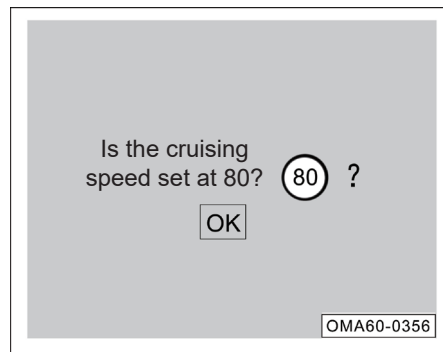 Is the cruising
speed set at 80? 80 ?
OK
OMA60-0356